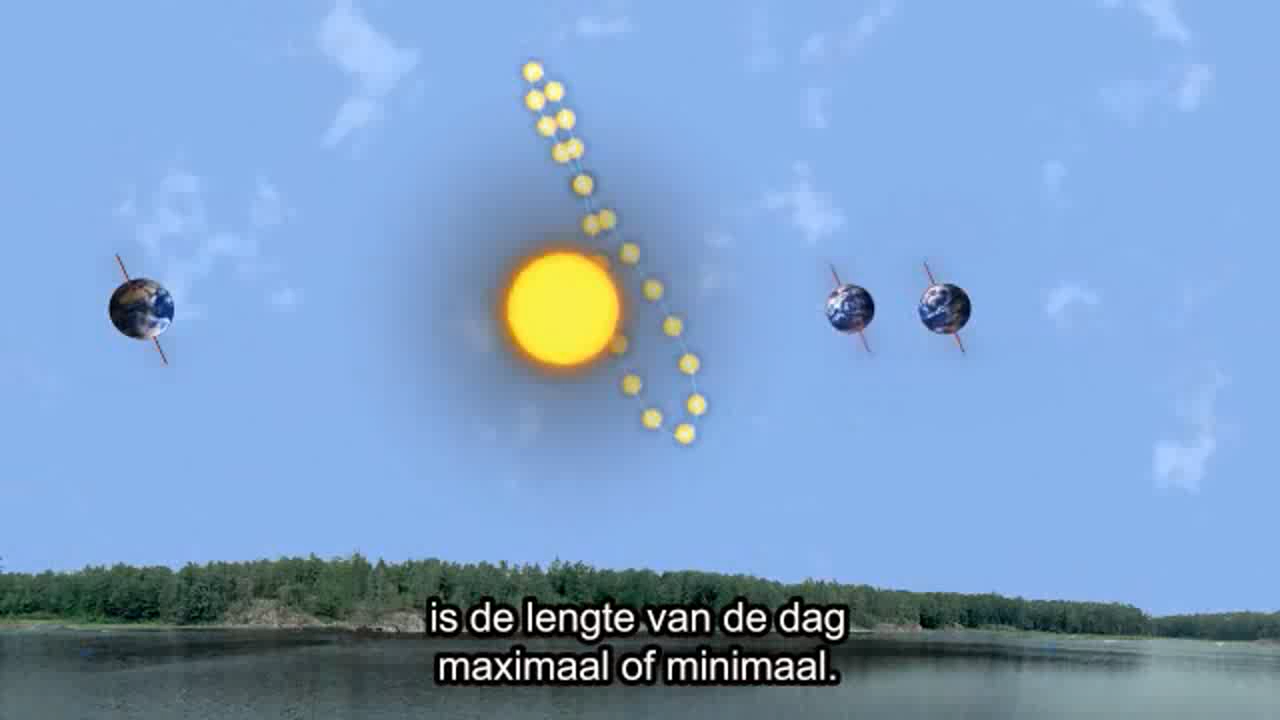 is de lengte van de dag
maximaal of minimaal.